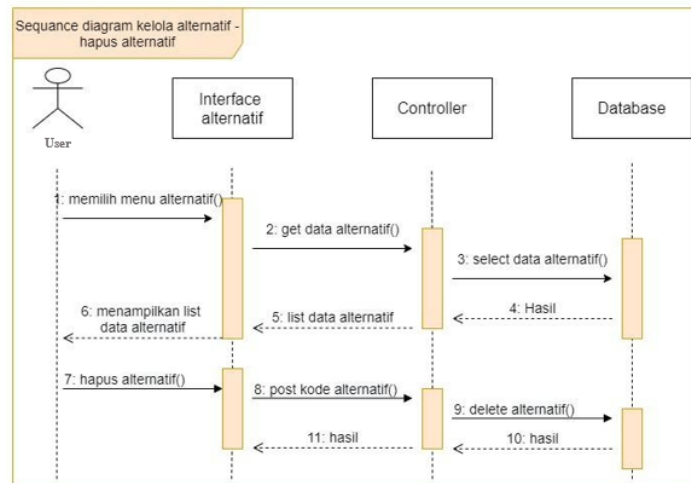 Sequance diagram kelola alternatif -
hapus alternatif
User
Interface
alternatif
Controller
Database
1: memilih menu alternatif()
2: get data alternatif()
3: select data alternatif()
4: Hasil
5: list data alternatif
6: menampilkan list
data alternatif
7: hapus alternatif()
8: post kode alternatif()
9: delete alternatif()
10: hasil
11: hasil